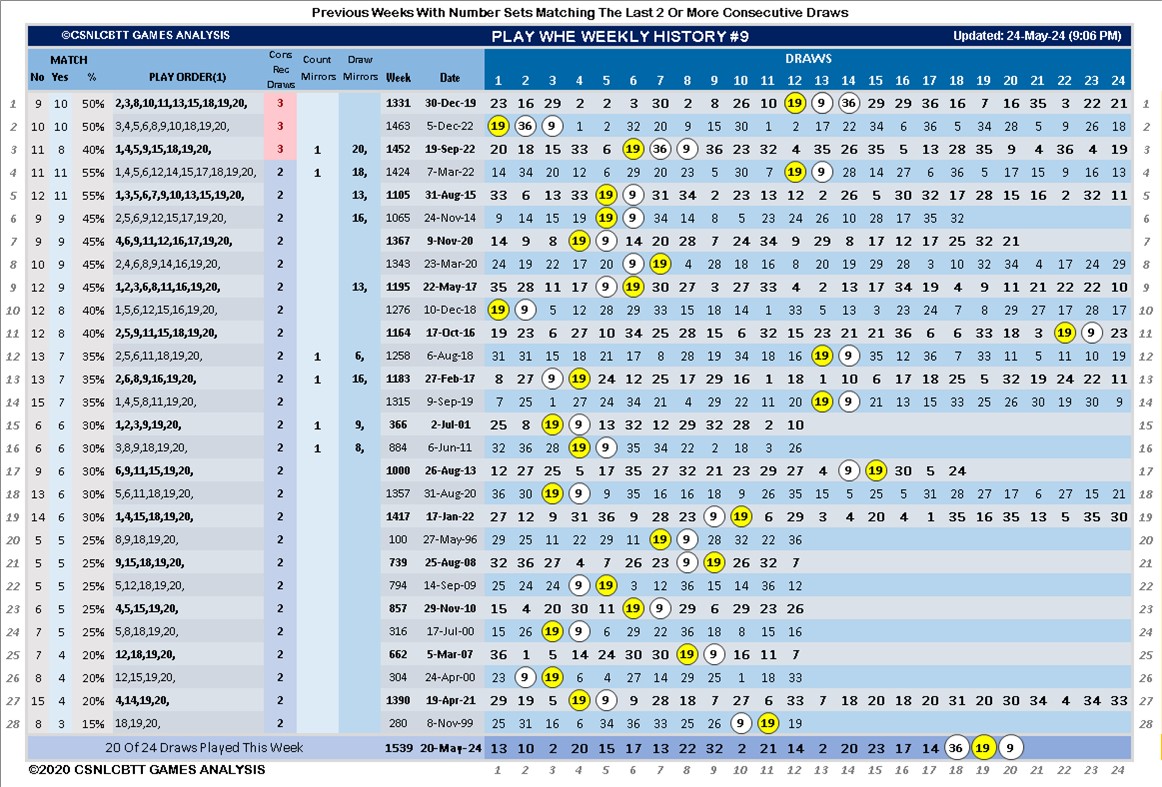 Previous Weeks With Number Sets Matching The Last 2 Or More Consecutive Draws
©CSNLCBTT GAMES ANALYSIS PLAY WHE WEEKLY HISTORY #9 Updated: 24-May-24 (9:06 PM)
MATCH Cons Rec Draws Count Mirrors Draw Mirrors DRAWS
No Yes % PLAY ORDER(1) Week Date 1 2 3 4 5 6 7 8 9 10 11 12 13 14 15 16 17 18 19 20 21 22 23 24
1 9 10 50% 2,3,8,10,11,13,15,18,19,20, 3 1331 30-Dec-19 23 16 29 2 2 3 30 2 8 26 10 19 9 36 29 29 36 16 7 16 35 3 22 21 1
2 10 10 50% 3,4,5,6,8,9,10,18,19,20, 3 1463 5-Dec-22 19 36 9 1 2 32 20 9 15 30 1 2 17 22 34 6 36 5 34 28 5 9 26 18 2
3 11 8 40% 1,4,5,9,15,18,19,20, 3 1 20, 1452 19-Sep-22 20 18 15 33 6 19 36 9 36 23 32 4 35 26 35 5 13 28 35 9 4 36 4 19 3
4 11 11 55% 1,4,5,6,12,14,15,17,18,19,20, 2 1 18, 1424 7-Mar-22 14 34 20 12 6 29 20 23 5 30 7 19 9 28 14 27 6 36 5 17 15 9 16 13 4
5 12 11 55% 1,3,5,6,7,9,10,13,15,19,20, 2 13, 1105 31-Aug-15 33 6 13 33 19 9 31 34 2 23 13 12 2 26 5 30 32 17 28 15 16 2 32 11 5
6 9 9 45% 2,5,6,9,12,15,17,19,20, 2 16, 1065 24-Nov-14 9 14 15 19 19 9 34 14 8 5 23 24 26 10 28 17 35 32 6
7 9 9 45% 4,6,9,11,12,16,17,19,20, 2 1367 9-Nov-20 14 9 8 19 9 14 20 28 7 24 34 9 29 8 17 12 17 25 32 21 7
8 10 9 45% 2,4,6,8,9,14,16,19,20, 2 1343 23-Mar-20 24 19 22 17 20 9 19 4 28 18 16 8 20 19 29 28 3 10 32 34 4 17 24 29 8
9 12 9 45% 1,2,3,6,8,11,16,19,20, 2 13, 1195 22-May-17 35 28 11 17 9 19 30 27 3 27 33 4 2 13 17 34 19 4 9 11 21 22 22 10 9
10 12 8 40% 1,5,6,12,15,16,19,20, 2 1276 10-Dec-18 19 9 5 12 28 29 33 15 18 14 1 33 5 13 3 23 24 7 8 29 27 17 28 17 10
11 12 8 40% 2,5,9,11,15,18,19,20, 2 1164 17-Oct-16 19 23 6 27 10 34 25 28 15 6 32 15 23 21 21 36 6 6 33 18 3 19 9 23 11
12 13 7 35% 2,5,6,11,18,19,20, 2 1 6, 1258 6-Aug-18 31 31 15 18 21 17 8 28 19 34 18 16 19 9 35 12 36 7 33 11 5 11 10 19 12
13 13 7 35% 2,6,8,9,16,19,20, 2 1 16, 1183 27-Feb-17 8 27 9 19 24 12 25 17 29 16 1 18 1 10 6 17 18 25 5 32 19 24 22 11 13
14 15 7 35% 1,4,5,8,11,19,20, 2 1315 9-Sep-19 7 25 1 27 24 34 21 4 5 22 11 20 19 9 21 13 15 33 25 26 30 19 30 9 14
15 6 6 30% 1,2,3,9,19,20, 2 1 9, 366 2-Jul-01 25 8 19 9 13 32 12 29 32 28 2 10 15
16 6 6 30% 3,8,9,18,19,20, 2 1 8, 884 6-Jun-11 32 36 28 19 9 35 34 22 2 18 3 26 16
17 9 6 30% 6,9,11,15,19,20, 2 1000 26-Aug-13 12 27 25 5 17 35 27 32 21 23 29 27 4 9 19 30 5 24 17
18 13 6 30% 5,6,11,18,19,20, 2 1357 31-Aug-20 36 30 19 9 9 35 16 16 18 9 26 35 15 5 25 5 31 28 27 17 6 27 15 21 18
19 14 6 30% 1,4,15,18,19,20, 2 1417 17-Jan-22 27 12 9 31 36 9 28 23 9 19 6 29 3 4 20 4 1 35 16 35 13 5 35 30 19
20 5 5 25% 8,9,18,19,20, 2 100 27-May-96 29 25 11 22 29 11 19 9 28 32 22 36 20
21 5 5 25% 9,15,18,19,20, 2 739 25-Aug-08 32 36 27 4 7 26 23 9 19 26 32 7 21
22 5 5 25% 5,12,18,19,20, 2 794 14-Sep-09 25 24 24 9 19 3 12 36 15 14 36 12 22
23 6 5 25% 4,5,15,19,20, 2 857 29-Nov-10 15 4 20 30 11 19 9 29 6 29 23 26 23
24 7 5 25% 5,8,18,19,20, 2 316 17-Jul-00 15 26 19 9 6 29 22 36 18 8 15 16 24
25 7 4 20% 12,18,19,20, 2 662 5-Mar-07 36 1 5 14 24 30 30 19 9 16 11 7 25
26 8 4 20% 12,15,19,20, 2 304 24-Apr-00 23 9 19 6 4 27 14 29 25 1 18 33 26
27 15 4 20% 4,14,19,20, 2 1390 19-Apr-21 29 19 5 19 9 9 28 18 7 27 6 33 7 18 20 18 20 31 20 30 34 4 34 33 27
28 8 3 15% 18,19,20, 2 280 8-Nov-99 25 31 16 6 34 36 33 25 26 9 19 19 28
20 Of 24 Draws Played This Week 1539 20-May-24 13 10 2 20 15 17 13 22 32 2 21 14 2 20 23 17 14 36 19 9
©2020 CSNLCBTT GAMES ANALYSIS 1 2 3 4 5 6 7 8 9 10 11 12 13 14 15 16 17 18 19 20 21 22 23 24